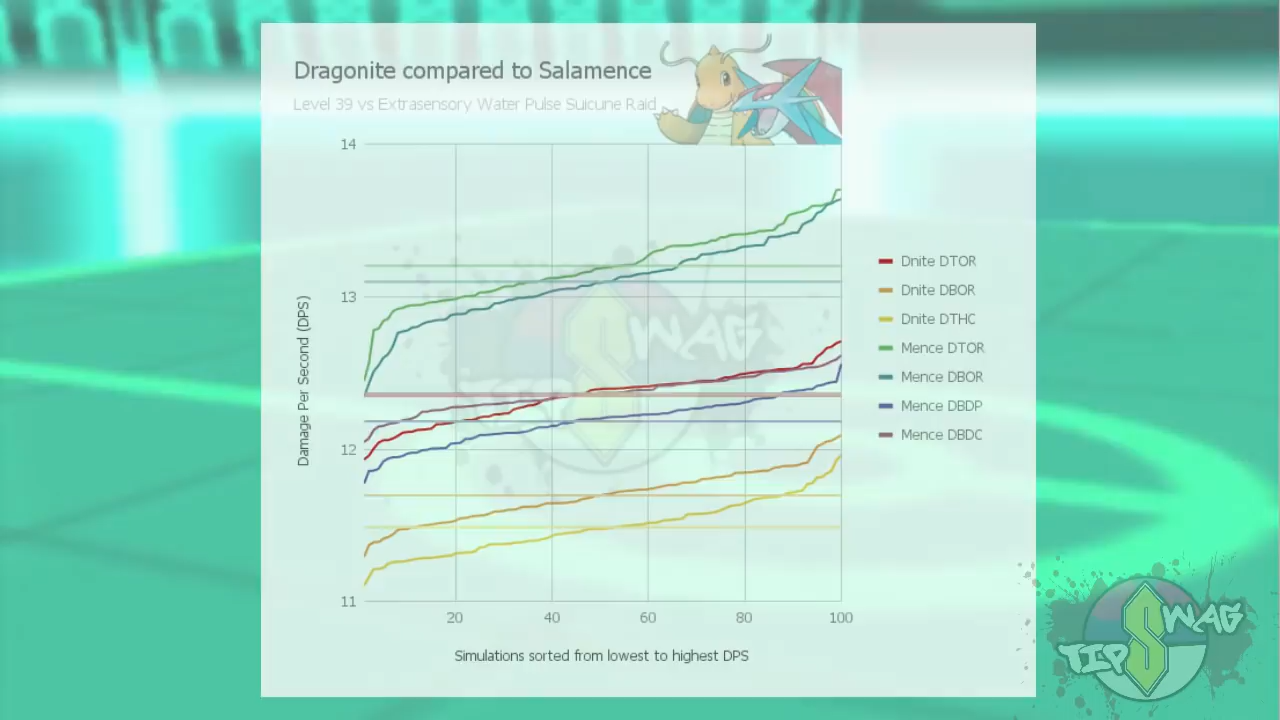 Dragonite compared to Salamence
Level 39 vs Extrasensory Water Pulse Suicune Raid
14
13
12
11
Damage Per Second (DPS)
20 40 60 80 100
Simulations sorted from lowest to highest DPS
Dnite DTOR
Dnite DBOR
Dnite DTHC
Mence DTOR
Mence DBOR
Mence DBDP
Mence DBDC
TIP SWAG
TIP SWAG